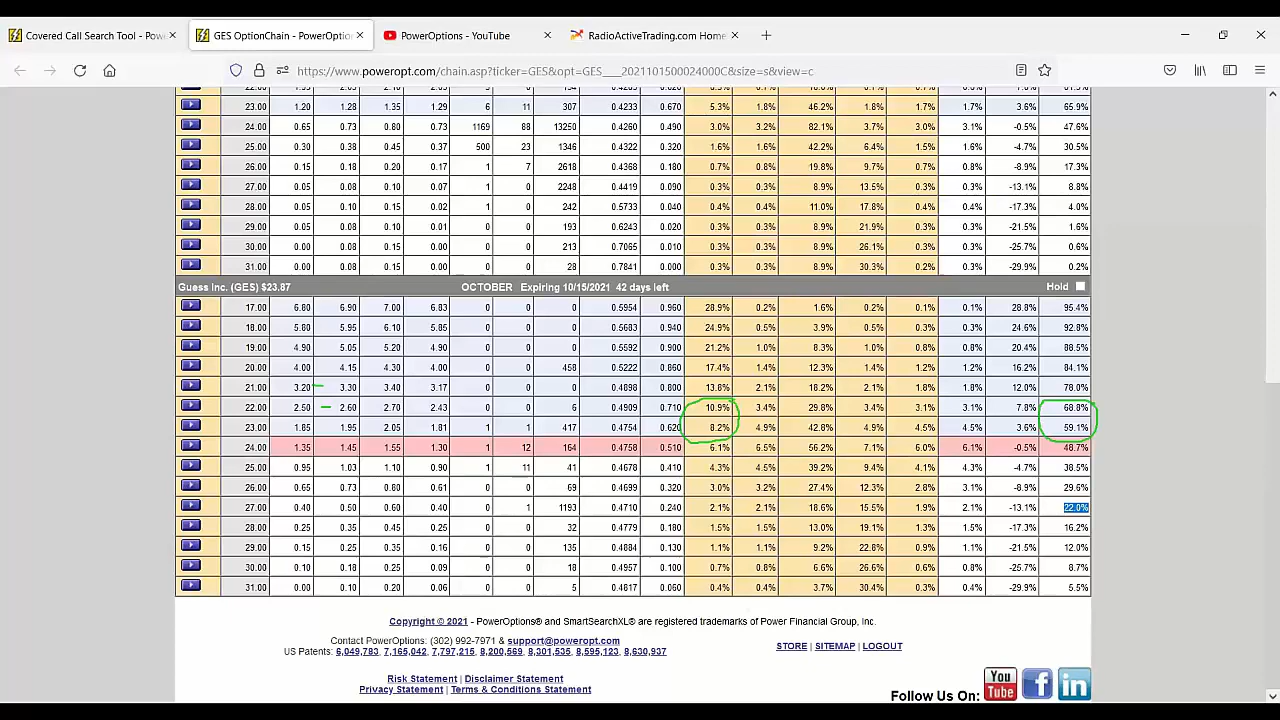 Covered Call Search Tool - Powe
GES OptionChain - PowerOptio
PowerOptions - YouTube
RadioActiveTrading.com Home
https://www.poweropt.com/chain.asp?ticker=GES&opt=GES___20211015​00024000C&size=s&view=c
23.00 1.20 1.28 1.35 1.29 6 11 307 0.4233 0.670 5.3% 1.8% 46.2% 1.8% 1.7% 1.7% 3.6% 65.9%
24.00 0.65 0.73 0.80 0.73 1169 88 13250 0.4260 0.490 3.0% 3.2% 82.1% 3.7% 3.0% 3.1% -0.5% 47.6%
25.00 0.30 0.38 0.45 0.37 500 23 1346 0.4322 0.320 1.6% 1.6% 42.2% 6.4% 1.5% 1.6% -4.7% 30.5%
26.00 0.15 0.18 0.20 0.17 1 7 2618 0.4368 0.180 0.7% 0.8% 19.8% 9.7% 0.7% 0.8% -8.9% 17.3%
27.00 0.05 0.08 0.10 0.07 1 0 2248 0.4419 0.090 0.3% 0.3% 8.9% 13.5% 0.3% 0.3% -13.1% 8.8%
28.00 0.05 0.10 0.15 0.02 1 0 242 0.5733 0.040 0.4% 0.4% 11.0% 17.8% 0.4% 0.4% -17.3% 4.0%
29.00 0.05 0.08 0.10 0.01 0 0 193 0.6243 0.020 0.3% 0.3% 8.9% 21.9% 0.3% 0.3% -21.5% 1.6%
30.00 0.00 0.08 0.15 0.00 0 0 213 0.7065 0.010 0.3% 0.3% 8.9% 26.1% 0.3% 0.3% -25.7% 0.6%
31.00 0.00 0.08 0.15 0.00 0 0 28 0.7841 0.000 0.3% 0.3% 8.9% 30.3% 0.2% 0.3% -29.9% 0.2%
Guess Inc. (GES) $23.87 OCTOBER Expiring 10/15/2021 42 days left Hold
17.00 6.80 6.90 7.00 6.83 0 0 0 0.5954 0.960 28.9% 0.2% 1.6% 0.2% 0.1% 0.1% 28.8% 95.4%
18.00 5.80 5.95 6.10 5.85 0 0 0 0.5683 0.940 24.9% 0.5% 3.9% 0.5% 0.3% 0.3% 24.6% 92.8%
19.00 4.90 5.05 5.20 4.90 0 0 0 0.5592 0.900 21.2% 1.0% 8.3% 1.0% 0.8% 0.8% 20.4% 88.5%
20.00 4.00 4.15 4.30 4.00 0 0 458 0.5222 0.860 17.4% 1.4% 12.3% 1.4% 1.2% 1.2% 16.2% 84.1%
21.00 3.20 3.30 3.40 3.17 0 0 0 0.4898 0.800 13.8% 2.1% 18.2% 2.1% 1.8% 1.8% 12.0% 78.0%
22.00 2.50 2.60 2.70 2.43 0 0 6 0.4909 0.710 10.9% 3.4% 29.8% 3.4% 3.1% 3.1% 7.8% 68.8%
23.00 1.85 1.95 2.05 1.81 1 1 417 0.4754 0.620 8.2% 4.9% 42.8% 4.9% 4.5% 4.5% 3.6% 59.1%
24.00 1.35 1.45 1.55 1.30 1 12 164 0.4758 0.510 6.1% 6.5% 56.2% 7.1% 6.0% 6.1% -0.5% 48.7%
25.00 0.95 1.03 1.10 0.90 1 11 41 0.4678 0.410 4.3% 4.5% 39.2% 9.4% 4.1% 4.3% -4.7% 38.5%
26.00 0.65 0.73 0.80 0.61 0 0 69 0.4699 0.320 3.0% 3.2% 27.4% 12.3% 2.8% 3.1% -8.9% 29.6%
27.00 0.40 0.50 0.60 0.40 0 1 1193 0.4710 0.240 2.1% 2.1% 18.6% 15.5% 1.9% 2.1% -13.1% 22.0%
28.00 0.25 0.35 0.45 0.25 0 0 32 0.4779 0.180 1.5% 1.5% 13.0% 19.1% 1.3% 1.5% -17.3% 16.2%
29.00 0.15 0.25 0.35 0.16 0 0 135 0.4884 0.130 1.1% 1.1% 9.2% 22.8% 0.9% 1.1% -21.5% 12.0%
30.00 0.10 0.18 0.25 0.09 0 0 18 0.4957 0.100 0.7% 0.8% 6.6% 26.6% 0.6% 0.8% -25.7% 8.7%
31.00 0.00 0.10 0.20 0.06 0 0 5 0.4817 0.060 0.4% 0.4% 3.7% 30.4% 0.3% 0.4% -29.9% 5.5%
Copyright © 2021 - PowerOptions® and SmartSearchXL® are registered trademarks of Power Financial Group, Inc.
Contact PowerOptions: (302) 992-7971 & support@poweropt.com
US Patents: 6,049,783, 7,165,042, 7,797,215, 8,200,569, 8,301,535, 8,595,123, 8,630,937
STORE | SITEMAP | LOGOUT
Risk Statement | Disclaimer Statement
Privacy Statement | Terms & Conditions Statement
Follow Us On: You Tube f in